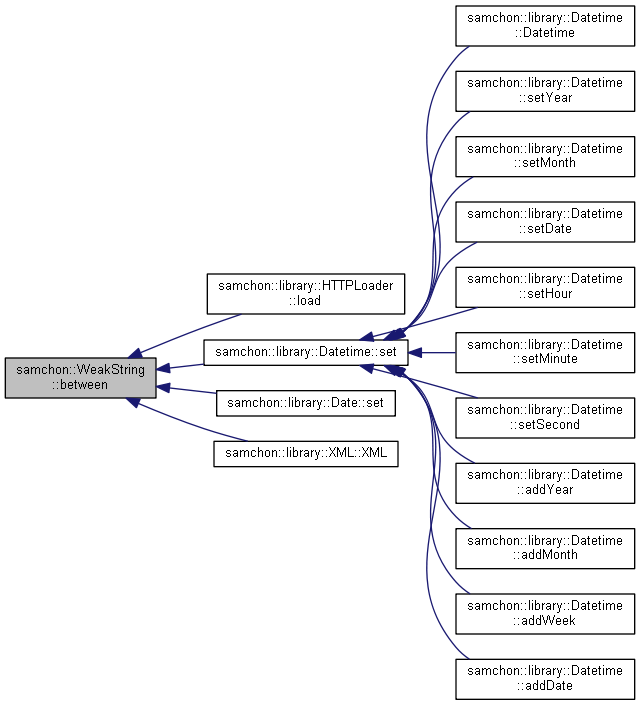 samchon::WeakString
::between
samchon::library::HTTPLoader
::load
samchon::library::Datetime::set
samchon::library::Date::set
samchon::library::XML::XML
samchon::library::Datetime
::Datetime
samchon::library::Datetime
::setYear
samchon::library::Datetime
::setMonth
samchon::library::Datetime
::setDate
samchon::library::Datetime
::setHour
samchon::library::Datetime
::setMinute
samchon::library::Datetime
::setSecond
samchon::library::Datetime
::addYear
samchon::library::Datetime
::addMonth
samchon::library::Datetime
::addWeek
samchon::library::Datetime
::addDate